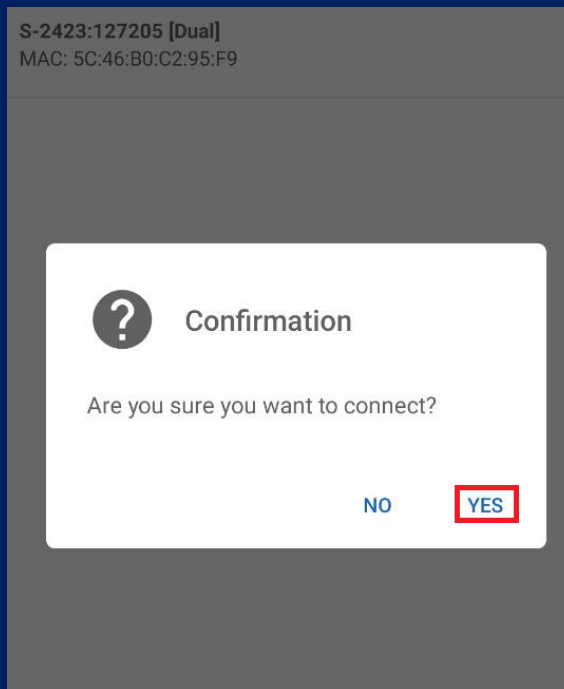 S-2423:127205 [Dual]
MAC: 5C:46:B0:C2:95:F9
?
Confirmation
Are you sure you want to connect?
NO YES